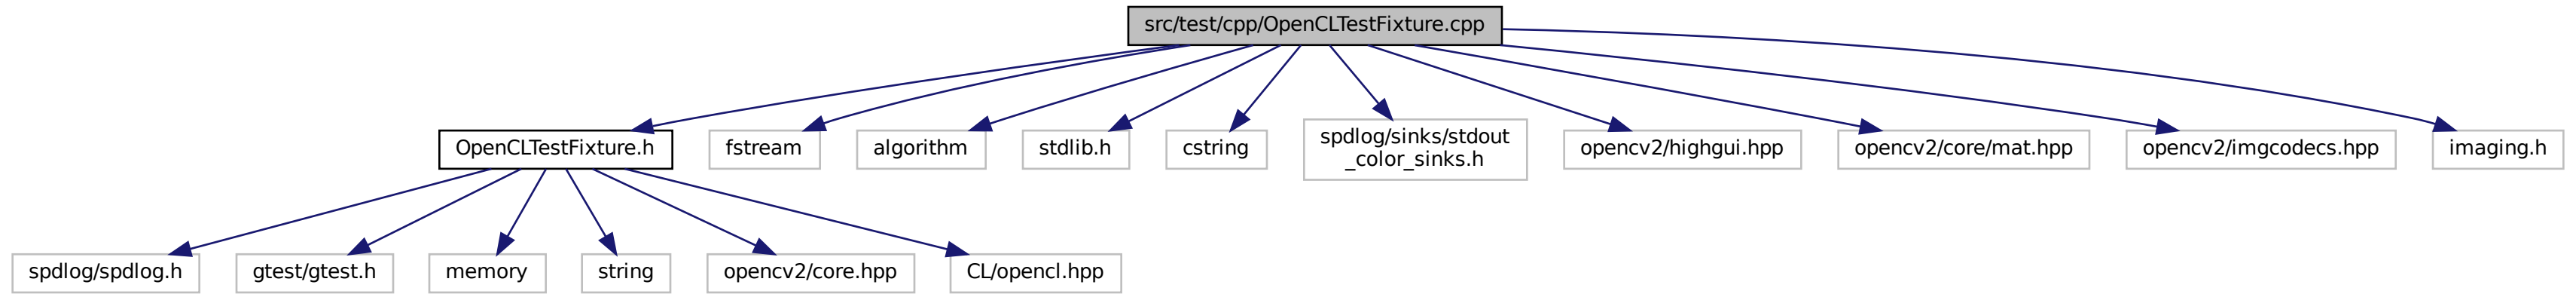 src/test/cpp/OpenCLTestFixture.cpp
OpenCLTestFixture.h
fstream
algorithm
stdlib.h
cstring
spdlog/sinks/stdout
_color_sinks.h
opencv2/highgui.hpp
opencv2/core/mat.hpp
opencv2/imgcodecs.hpp
imaging.h
spdlog/spdlog.h
gtest/gtest.h
memory
string
opencv2/core.hpp
CL/opencl.hpp